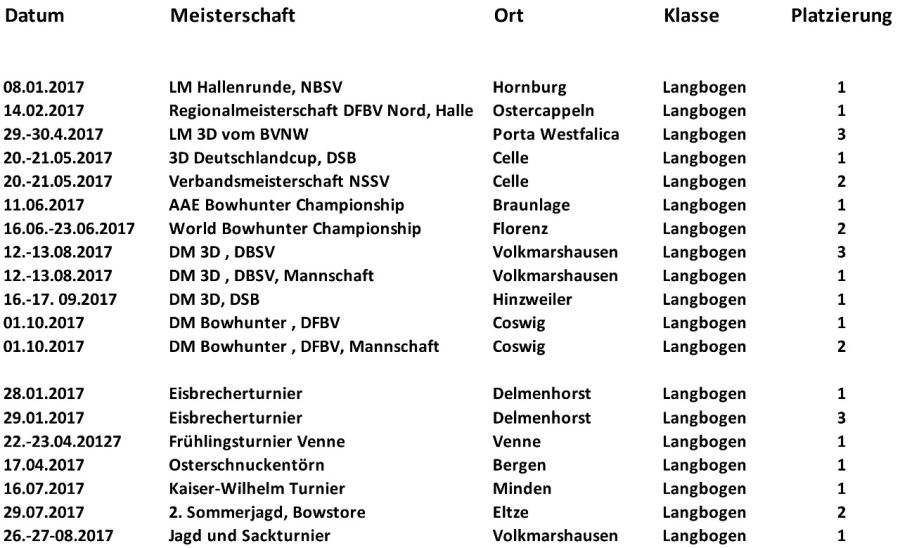 Datum Meisterschaft Ort Klasse Platzierung
08.01.2017 LM Hallenrunde, NBSV Hornburg Langbogen 1
14.02.2017 Regionalmeisterschaft DFBV Nord, Halle Ostercappeln Langbogen 1
29.-30.4.2017 LM 3D vom BVNW Porta Westfalica Langbogen 3
20.-21.05.2017 3D Deutschlandcup, DSB Celle Langbogen 1
20.-21.05.2017 Verbandsmeisterschaft NSSV Celle Langbogen 2
11.06.2017 AAE Bowhunter Championship Braunlage Langbogen 1
16.06.-23.06.2017 World Bowhunter Championship Florenz Langbogen 2
12.-13.08.2017 DM 3D , DBSV Volkmarshausen Langbogen 3
12.-13.08.2017 DM 3D , DBSV, Mannschaft Volkmarshausen Langbogen 1
16.-17. 09.2017 DM 3D, DSB Hinzweiler Langbogen 1
01.10.2017 DM Bowhunter , DFBV Coswig Langbogen 1
01.10.2017 DM Bowhunter , DFBV, Mannschaft Coswig Langbogen 2
28.01.2017 Eisbrecherturnier Delmenhorst Langbogen 1
29.01.2017 Eisbrecherturnier Delmenhorst Langbogen 3
22.-23.04.20127 Frühlingsturnier Venne Venne Langbogen 1
17.04.2017 Osterschnuckentörn Bergen Langbogen 1
16.07.2017 Kaiser-Wilhelm Turnier Minden Langbogen 1
29.07.2017 2. Sommerjagd, Bowstore Eltze Langbogen 2
26.-27-08.2017 Jagd und Sackturnier Volkmarshausen Langbogen 1